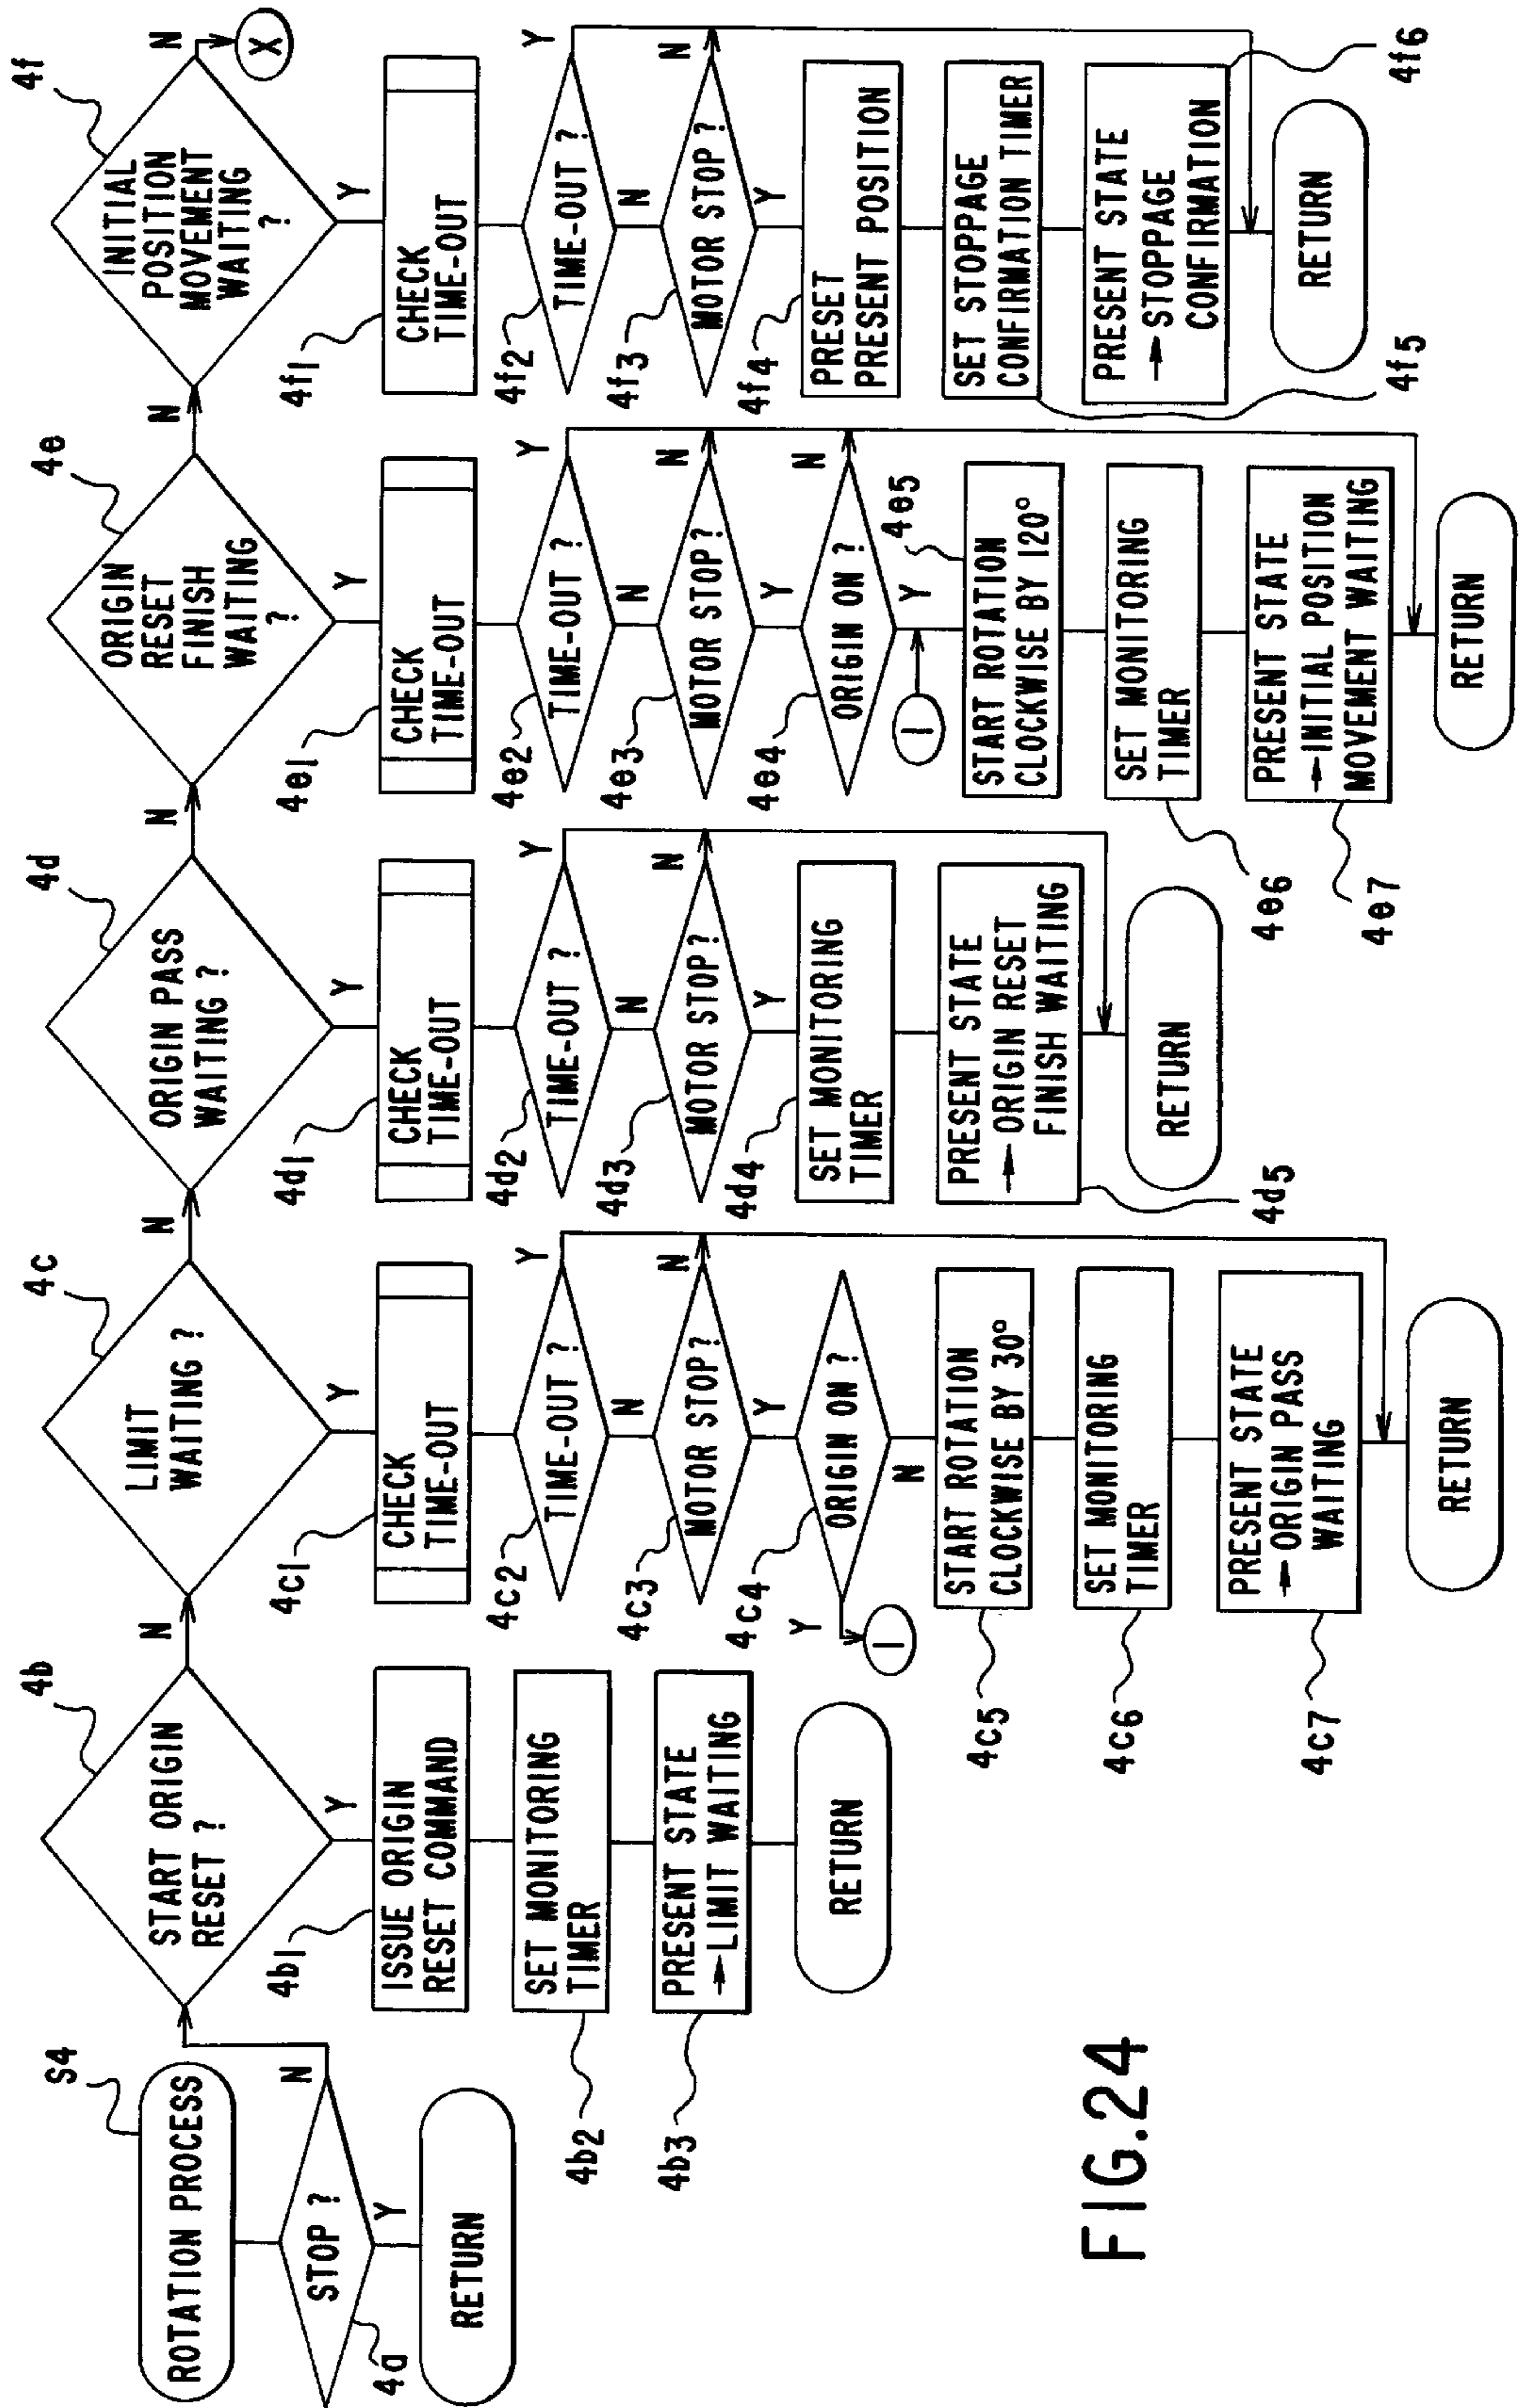 S4
ROTATION PROCESS
STOP ?
N
Y
4a
RETURN
4b
START ORIGIN
RESET ?
N
Y
4b1
ISSUE ORIGIN
RESET COMMAND
SET MONITORING
TIMER
4b2
PRESENT STATE
→LIMIT WAITING
4b3
RETURN
4c
LIMIT
WAITING ?
N
Y
4c1
CHECK
TIME-OUT
4c2
TIME-OUT ?
Y
N
4c3
MOTOR STOP?
N
Y
4c4
ORIGIN ON ?
Y
1
N
START ROTATION
CLOCKWISE BY 30°
4c5
SET MONITORING
TIMER
4c6
PRESENT STATE
→ ORIGIN PASS
WAITING
4c7
RETURN
4d
ORIGIN PASS
WAITING ?
N
Y
4d1
CHECK
TIME-OUT
4d2
TIME-OUT ?
Y
N
4d3
MOTOR STOP?
N
Y
4d4
SET MONITORING
TIMER
PRESENT STATE
→ ORIGIN RESET
FINISH WAITING
4d5
RETURN
4e
ORIGIN
RESET
FINISH
WAITING
?
N
Y
4e1
CHECK
TIME-OUT
4e2
TIME-OUT ?
Y
N
4e3
MOTOR STOP?
N
Y
4e4
ORIGIN ON ?
N
Y
1
4e5
START ROTATION
CLOCKWISE BY 120°
SET MONITORING
TIMER
4e6
PRESENT STATE
→INITIAL POSITION
MOVEMENT WAITING
4e7
RETURN
4f
INITIAL
POSITION
MOVEMENT
WAITING
?
N
X
Y
4f1
CHECK
TIME-OUT
4f2
TIME-OUT ?
Y
N
4f3
MOTOR STOP ?
N
Y
4f4
PRESET
PRESENT POSITION
SET STOPPAGE
CONFIRMATION TIMER
4f5
PRESENT STATE
→ STOPPAGE
CONFIRMATION
4f6
RETURN
FIG.24